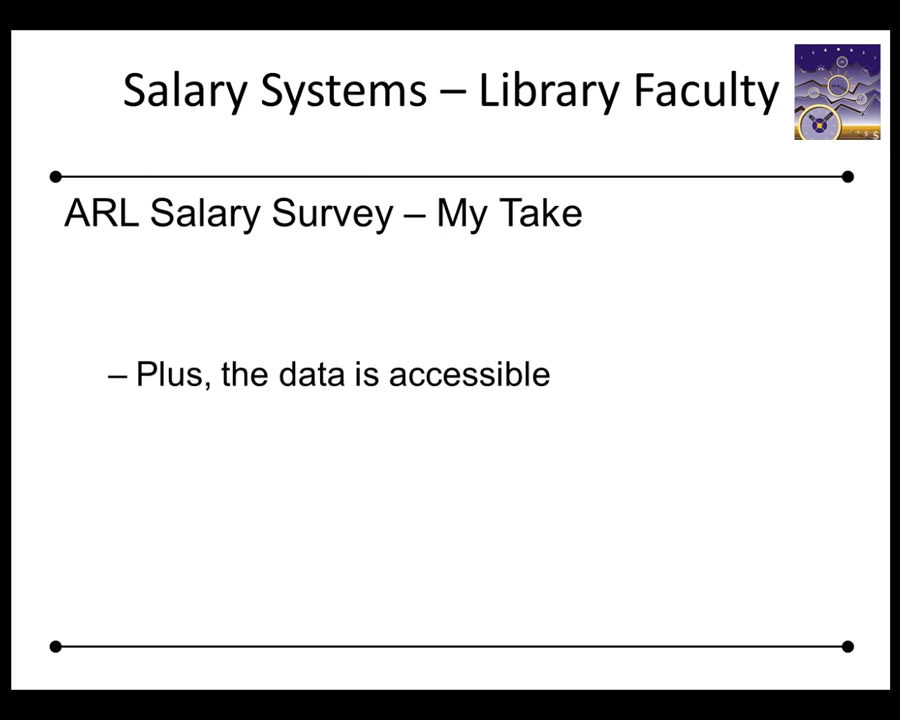 Salary Systems – Library Faculty
ARL Salary Survey – My Take
– Plus, the data is accessible